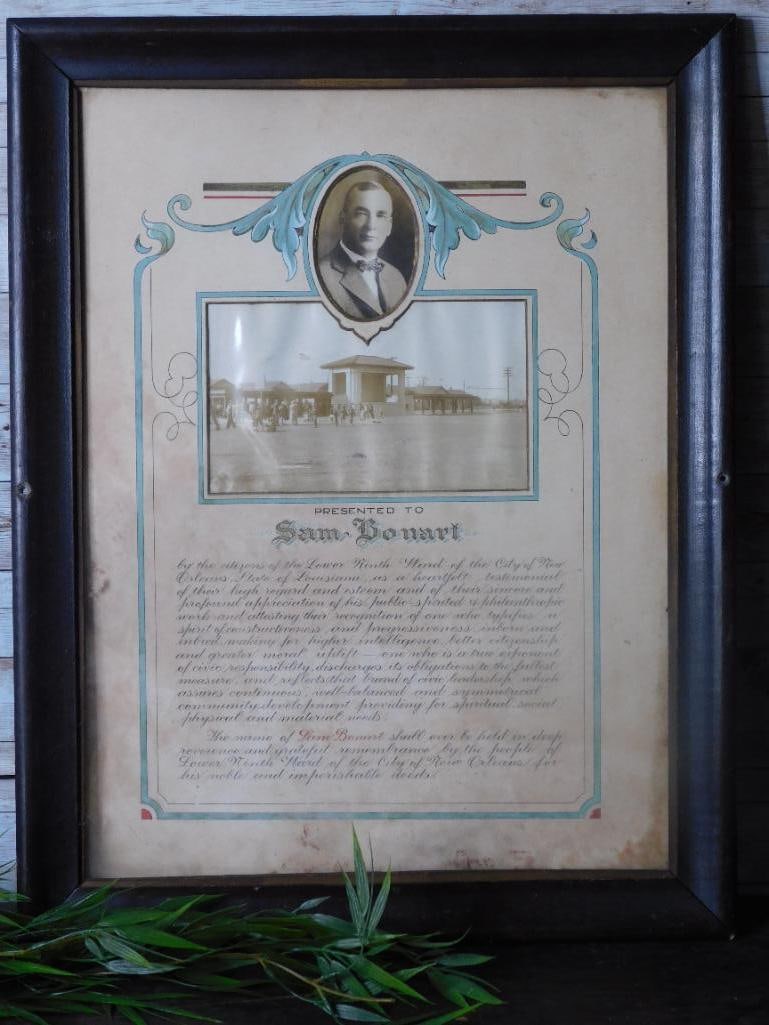 PRESENTED TO
Sam Bonart
by the citizens of the Lower Ninth Ward of the City of New
Orleans, State of Louisiana, as a heartfelt testimonial
of their high regard and esteem and of their sincere and
profound appreciation of his public-spirited & philanthropic
work and attesting their recognition of one who typifies a
spirit of constructiveness and progressiveness, inborn and
inbred, making for higher intelligence, better citizenship
and greater moral uplift — one who is a true exponent
of civic responsibility, discharges its obligations to the fullest
measure, and reflects that brand of civic leadership which
assures continuous, well-balanced and symmetrical
community development providing for spiritual, social
physical and material needs.
The name of Sam Bonart shall ever be held in deep
reverence and grateful remembrance by the people of
Lower Ninth Ward of the City of New Orleans for
his noble and imperishable deeds.